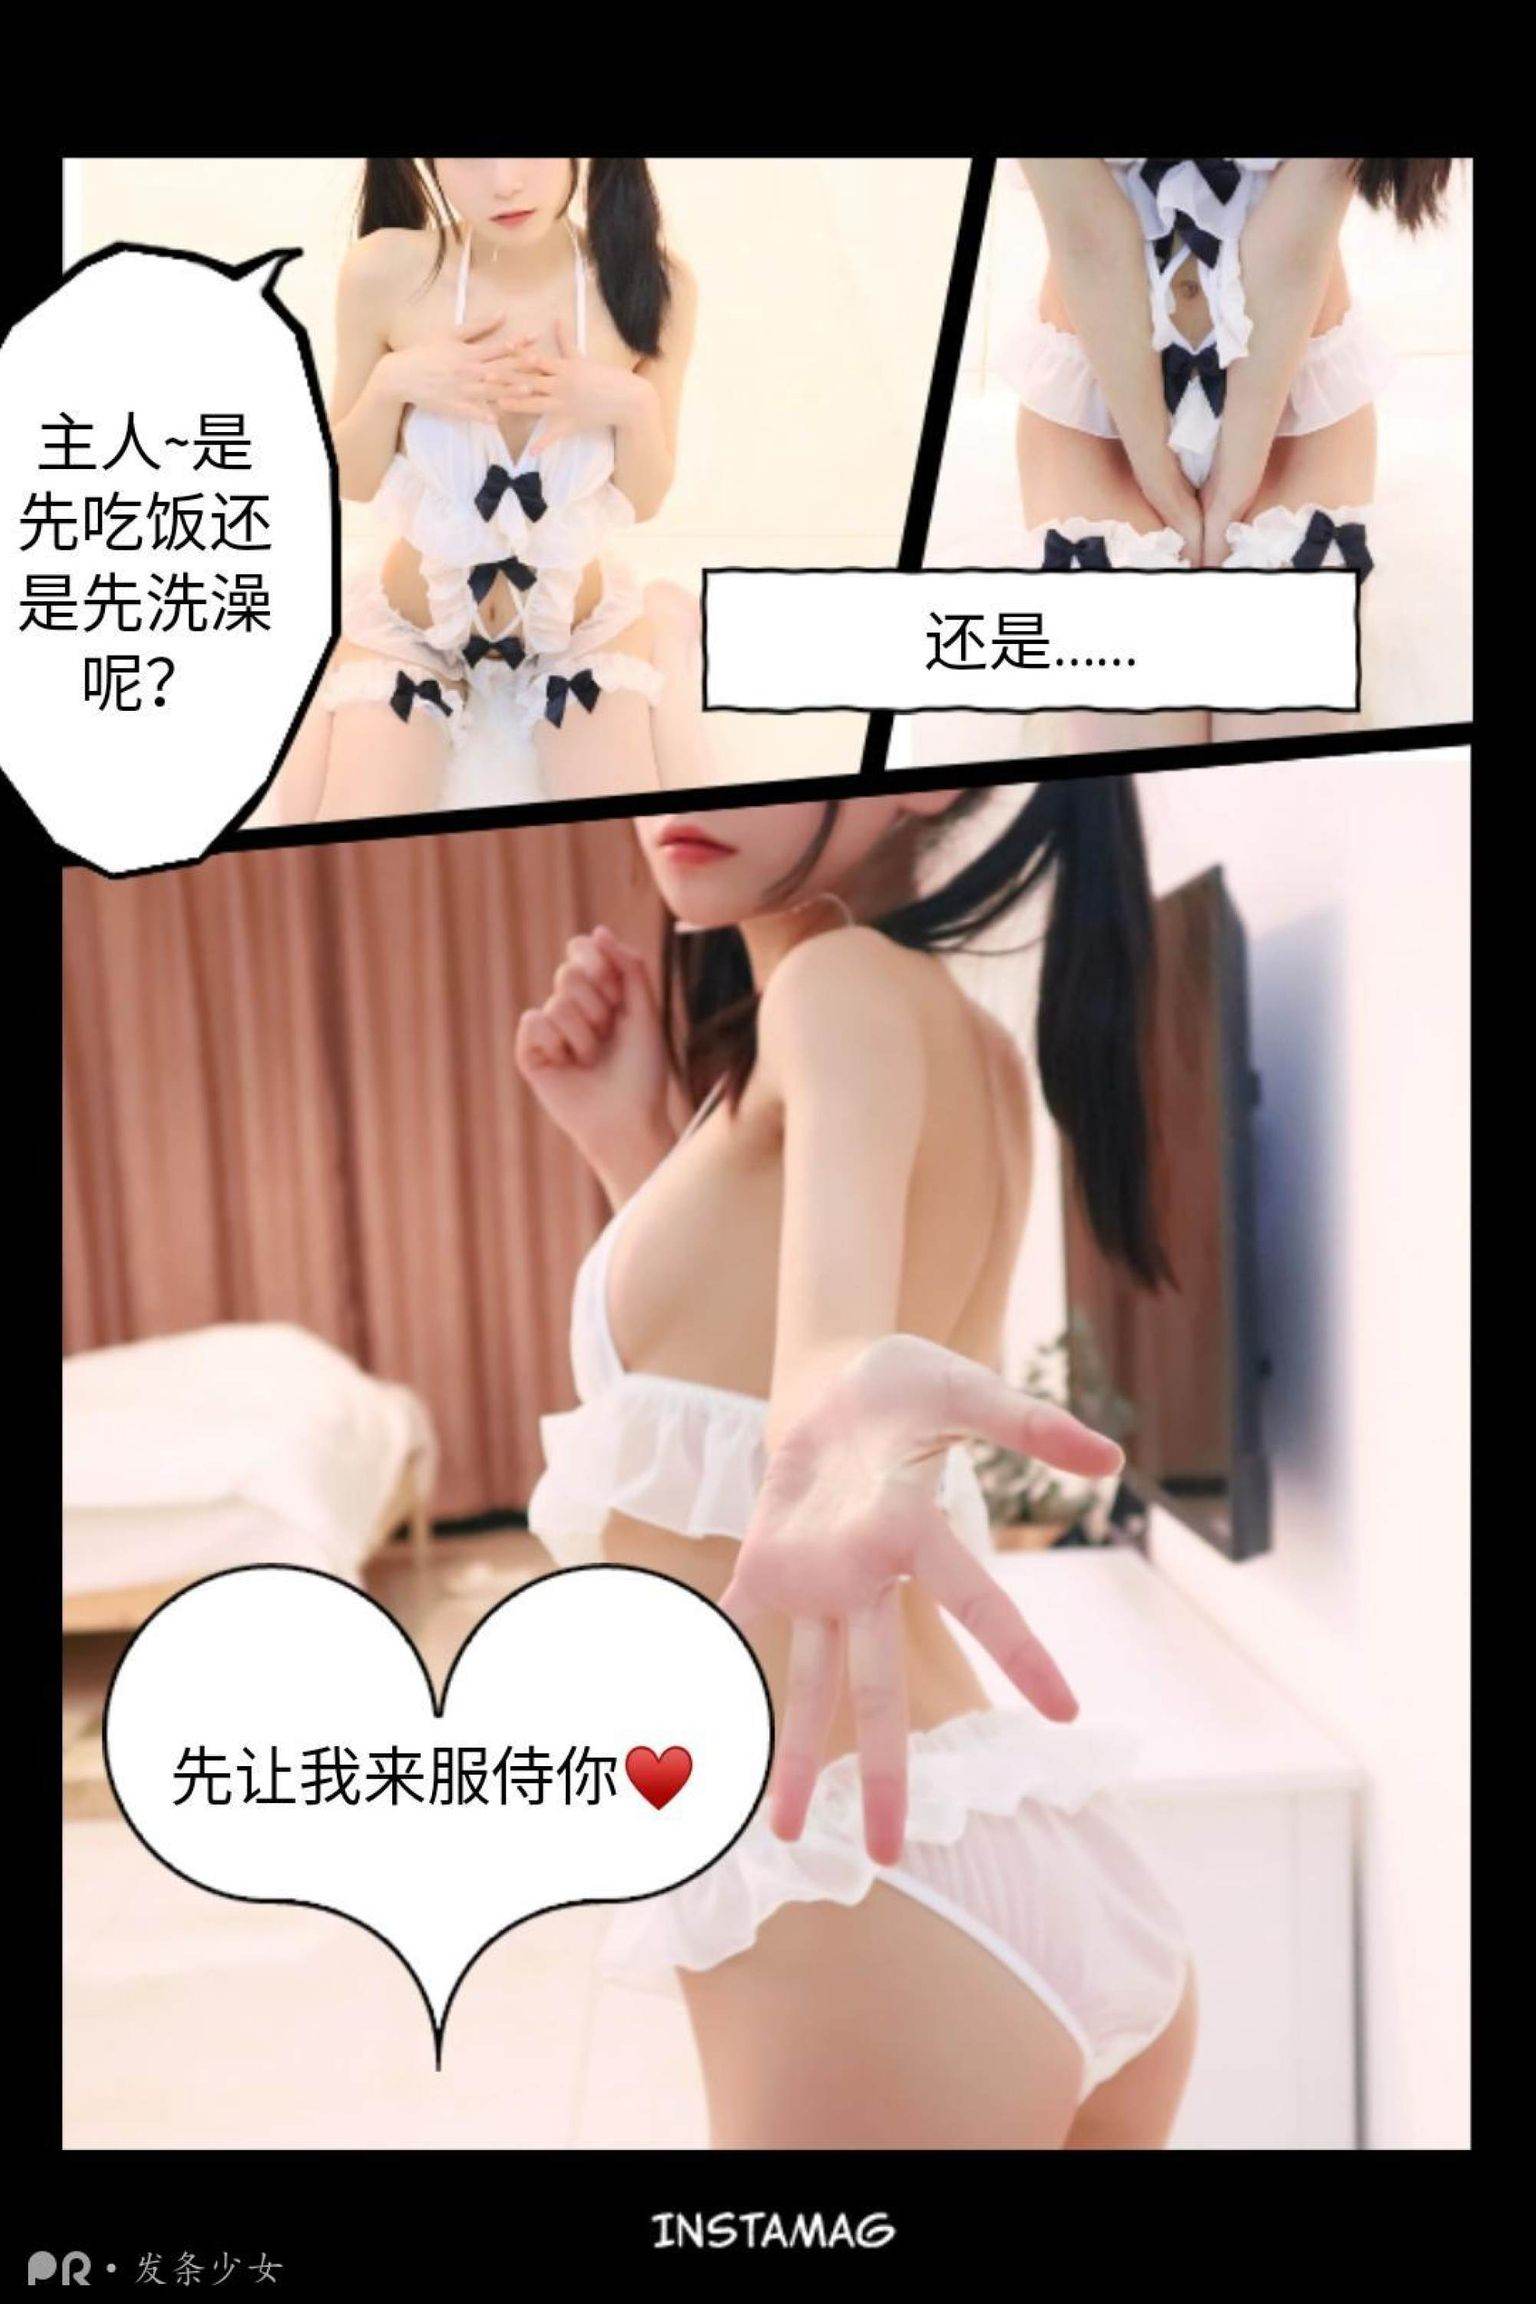 主人~是
先吃饭还
是先洗澡
呢？
还是……
先让我来服侍你♥
INSTAMAG
PR·发条少女